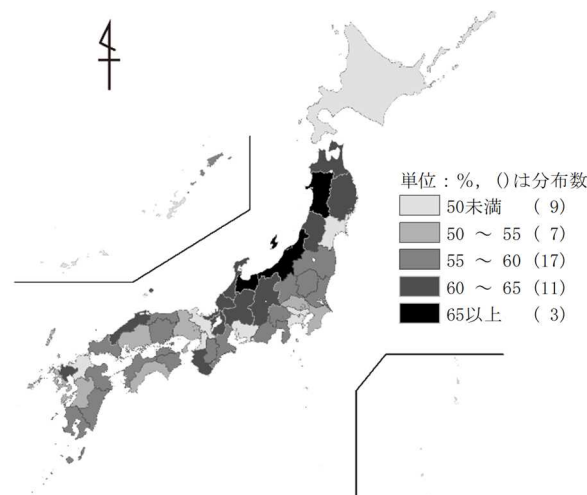 単位：%，()は分布数
50未満 ( 9)
50 ～ 55 ( 7)
55 ～ 60 (17)
60 ～ 65 (11)
65以上 ( 3)